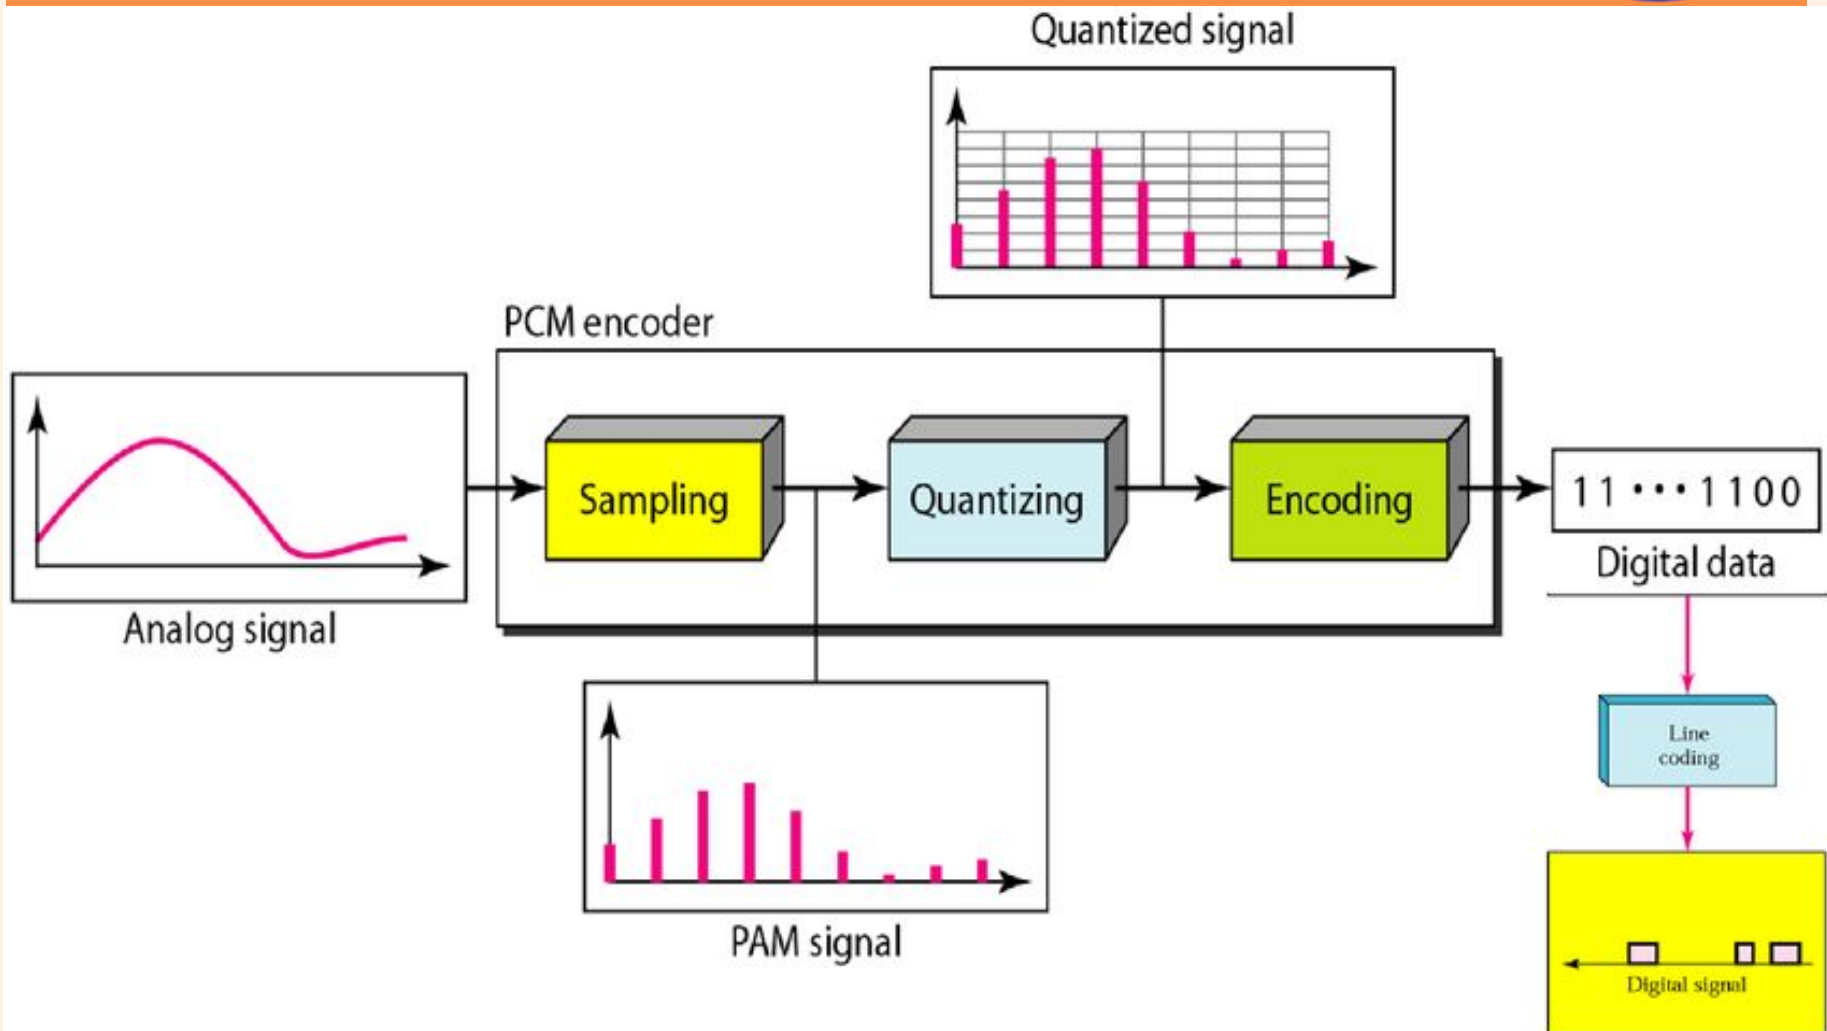 Quantized signal
PCM encoder
Analog signal
Sampling
Quantizing
Encoding
11 ··· 1100
Digital data
Line
coding
PAM signal
Digital signal